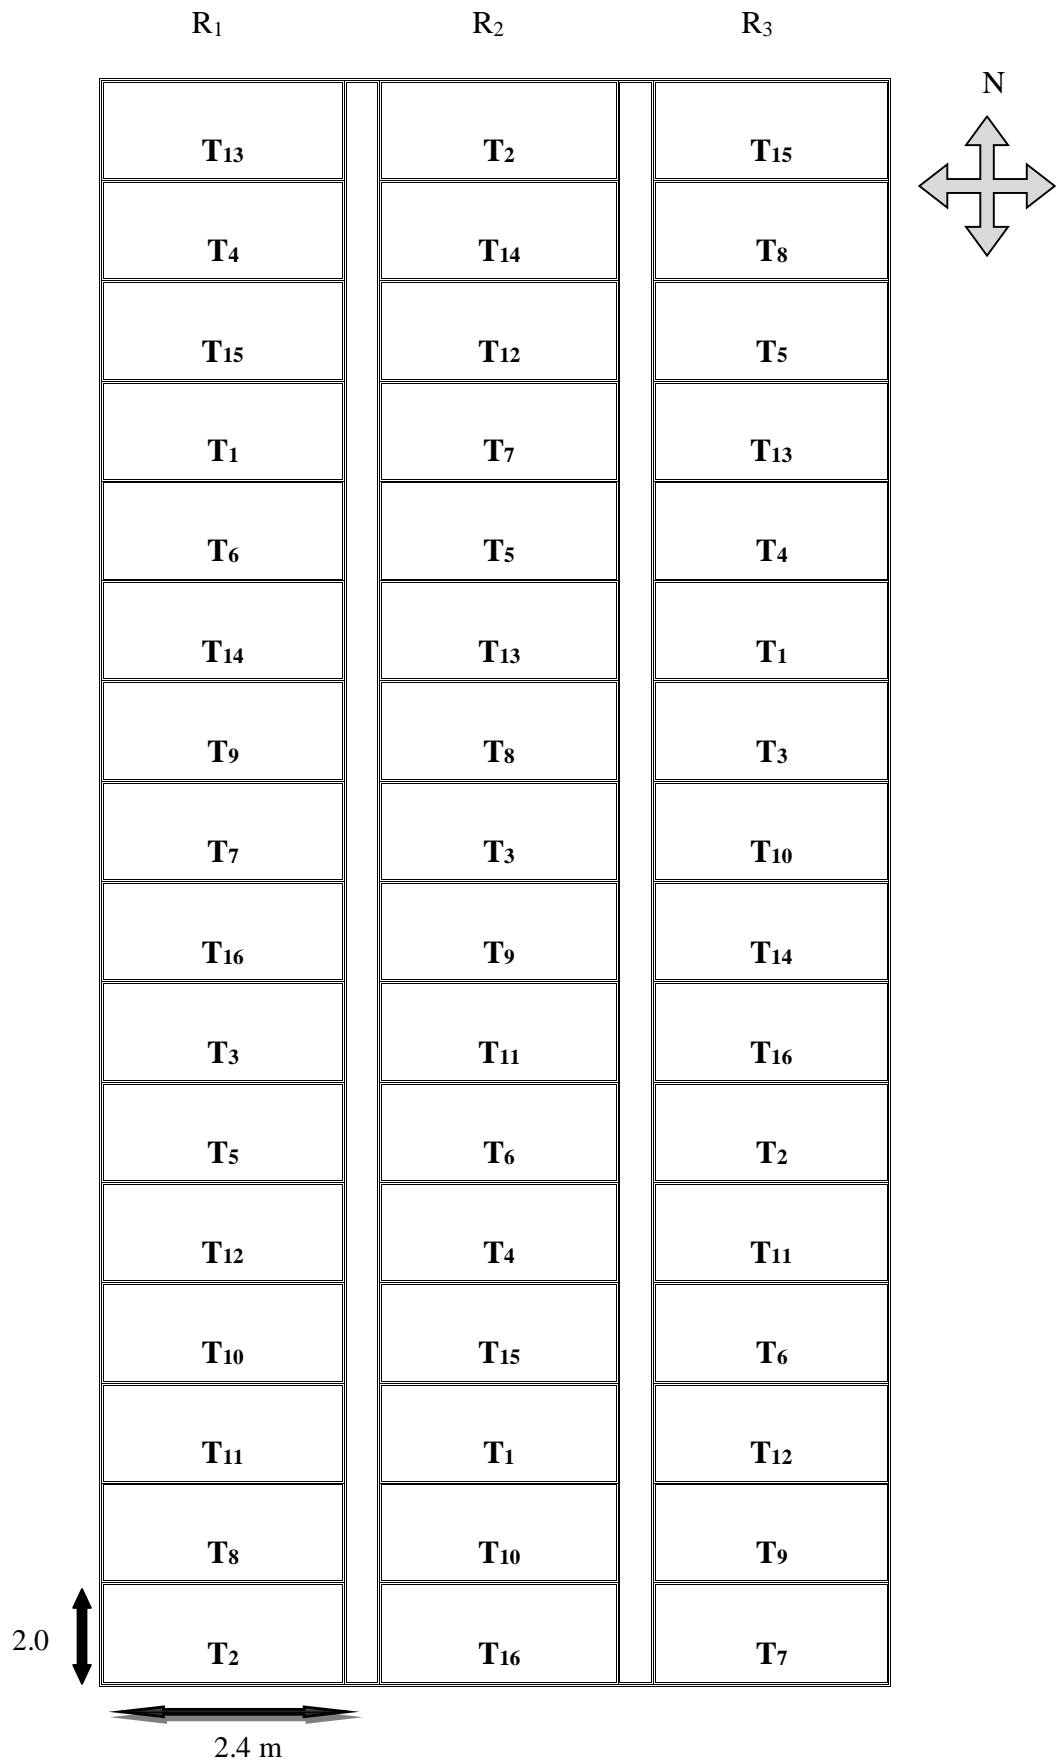 R₁ R₂ R₃
N
T₁₃ T₂ T₁₅
T₄ T₁₄ T₈
T₁₅ T₁₂ T₅
T₁ T₇ T₁₃
T₆ T₅ T₄
T₁₄ T₁₃ T₁
T₉ T₈ T₃
T₇ T₃ T₁₀
T₁₆ T₉ T₁₄
T₃ T₁₁ T₁₆
T₅ T₆ T₂
T₁₂ T₄ T₁₁
T₁₀ T₁₅ T₆
T₁₁ T₁ T₁₂
T₈ T₁₀ T₉
2.0 T₂ T₁₆ T₇
2.4 m